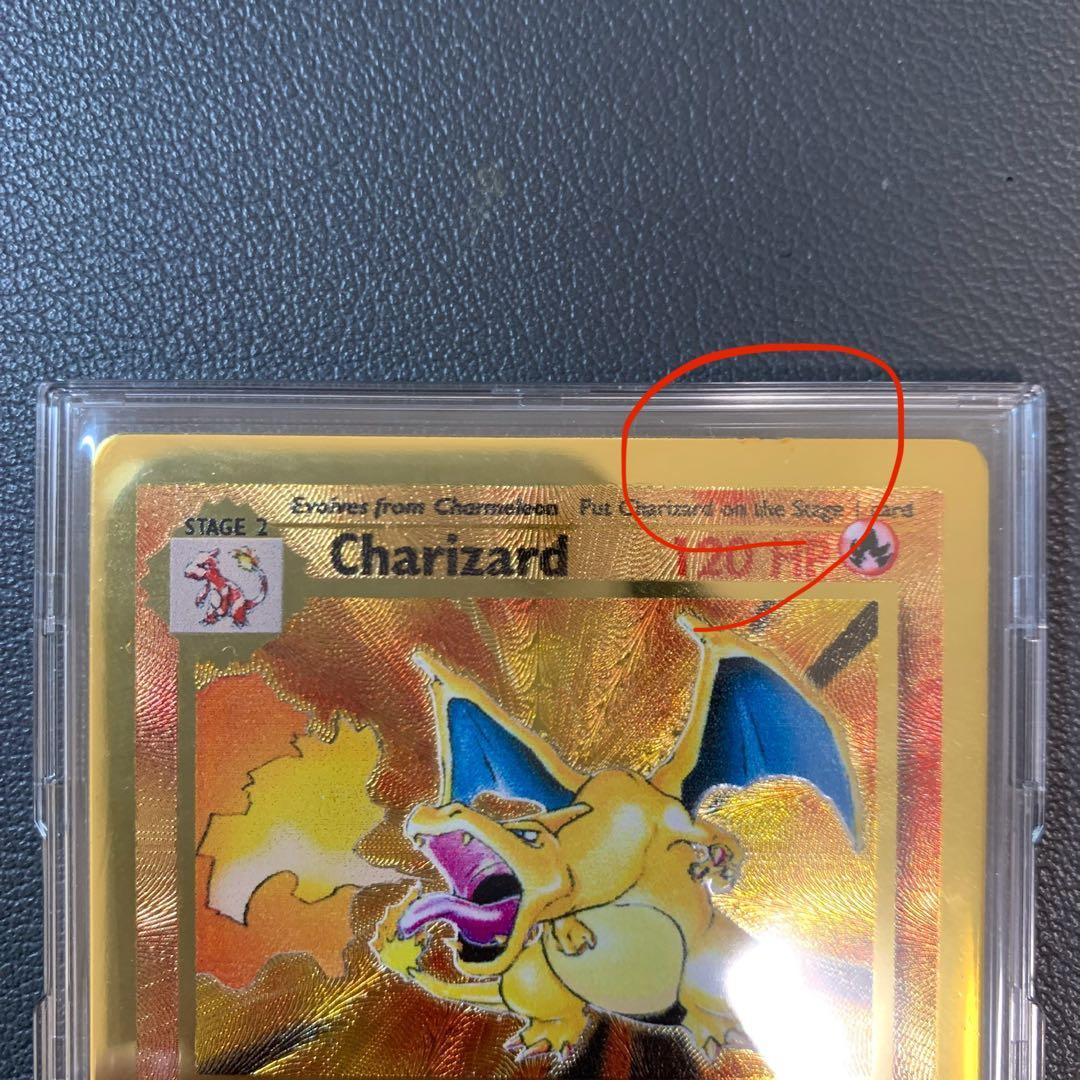 Evolves from Charmeleon Put Charizard on the Stage 1 card
STAGE 2
Charizard 120 HP